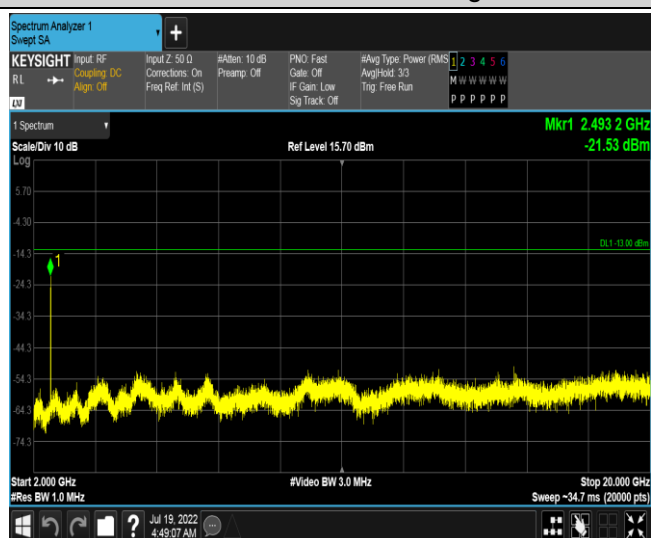 Spectrum Analyzer 1
Swept SA
+
KEYSIGHT Input: RF Input Z: 50 Ω #Atten: 10 dB PNO: Fast #Avg Type: Power (RMS 1 2 3 4 5 6
RL Coupling: DC Corrections: On Preamp: Off Gate: Off Avg|Hold: 3/3 M W W W W W
Align: Off Freq Ref: Int (S) IF Gain: Low Trig: Free Run
Sig Track: Off P P P P P P
LXI
1 Spectrum
Mkr1 2.493 2 GHz
Scale/Div 10 dB Ref Level 15.70 dBm -21.53 dBm
Log
5.70
-4.30
DL1 -13.00 dBm
-14.3
1
-24.3
-34.3
-44.3
-54.3
-64.3
-74.3
Start 2.000 GHz #Video BW 3.0 MHz Stop 20.000 GHz
#Res BW 1.0 MHz Sweep ~34.7 ms (20000 pts)
? Jul 19, 2022
4:49:07 AM